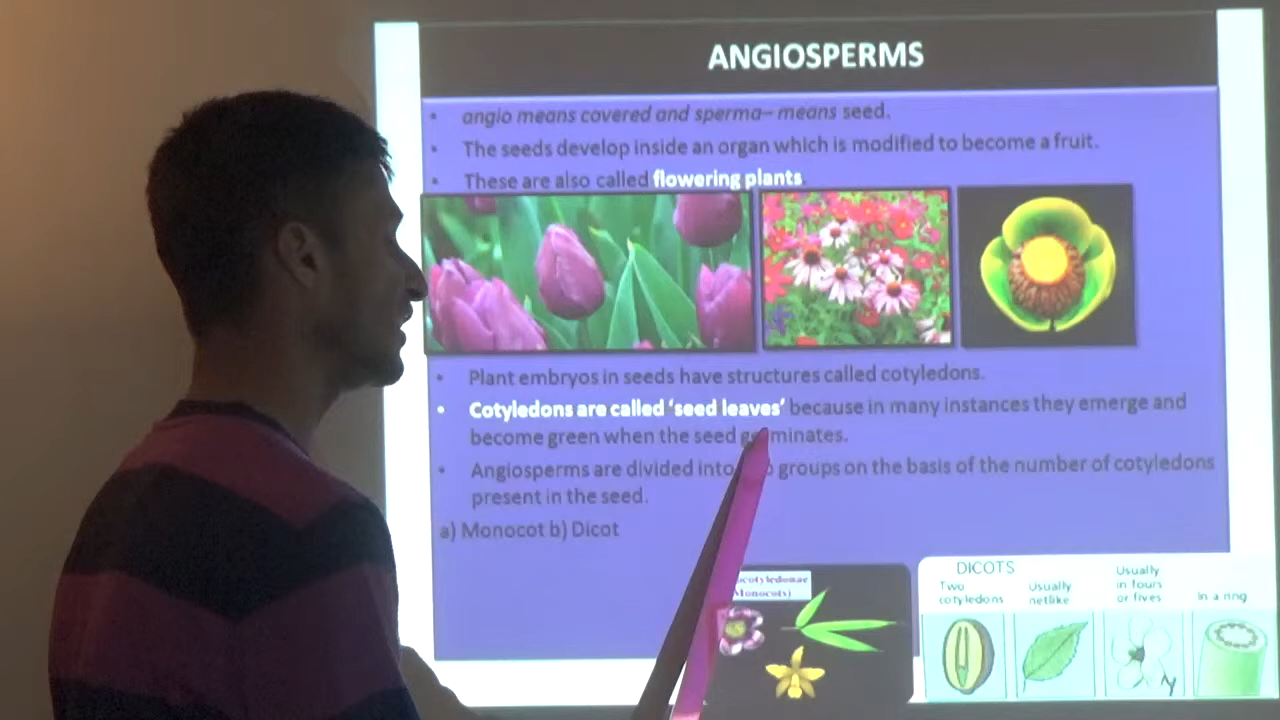 ANGIOSPERMS
• angio means covered and sperma– means seed.
• The seeds develop inside an organ which is modified to become a fruit.
• These are also called flowering plants
• Plant embryos in seeds have structures called cotyledons.
• Cotyledons are called ‘seed leaves’ because in many instances they emerge and
become green when the seed germinates.
• Angiosperms are divided into groups on the basis of the number of cotyledons
present in the seed.
a) Monocot b) Dicot
Monocots)
DICOTS
Two
cotyledons
Usually
netlike
Usually
in fours
or fives
In a ring